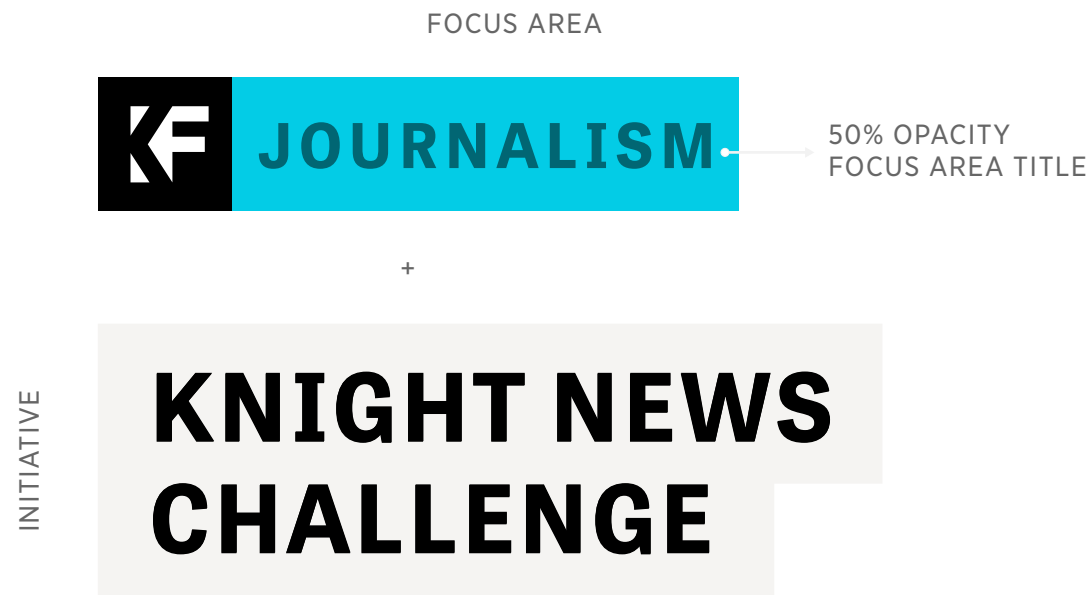 FOCUS AREA
KF JOURNALISM
50% OPACITY
FOCUS AREA TITLE
+
INITIATIVE
KNIGHT NEWS
CHALLENGE